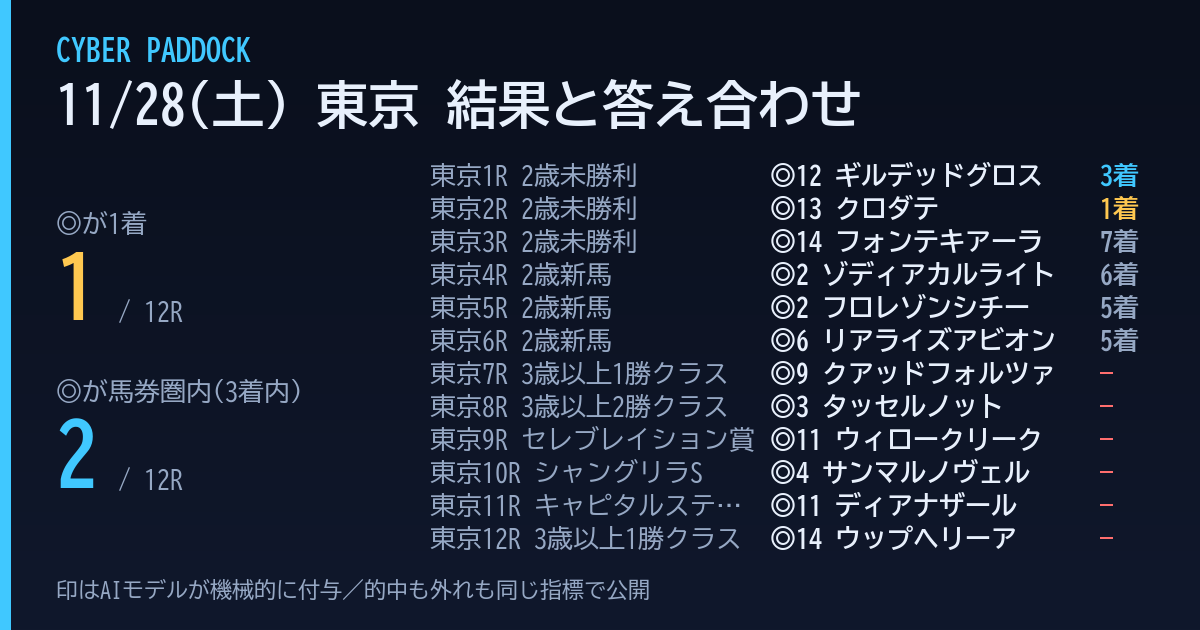 CYBER PADDOCK
11/28(土) 東京 結果と答え合わせ
◎が1着
1 / 12R
◎が馬券圏内(3着内)
2 / 12R
東京1R 2歳未勝利 ◎12 ギルデッドグロス 3着
東京2R 2歳未勝利 ◎13 クロダテ 1着
東京3R 2歳未勝利 ◎14 フォンテキアーラ 7着
東京4R 2歳新馬 ◎2 ゾディアカルライト 6着
東京5R 2歳新馬 ◎2 フロレゾンシチー 5着
東京6R 2歳新馬 ◎6 リアライズアビオン 5着
東京7R 3歳以上1勝クラス ◎9 クアッドフォルツァ –
東京8R 3歳以上2勝クラス ◎3 タッセルノット –
東京9R セレブレイション賞 ◎11 ウィロークリーク –
東京10R シャングリラS ◎4 サンマルノヴェル –
東京11R キャピタルステ… ◎11 ディアナザール –
東京12R 3歳以上1勝クラス ◎14 ウップヘリーア –
印はAIモデルが機械的に付与／的中も外れも同じ指標で公開